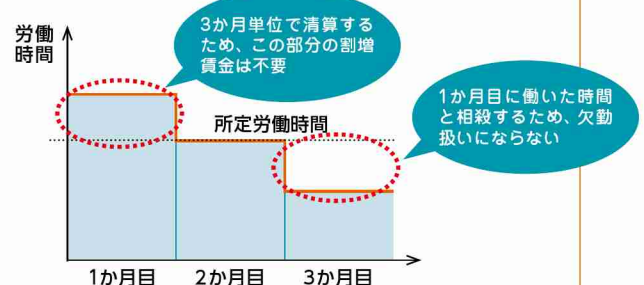 労働
時間
3か月単位で清算する
ため、この部分の割増
賃金は不要
所定労働時間
1か月目に働いた時間
と相殺するため、欠勤
扱いにならない
1か月目
2か月目
3か月目